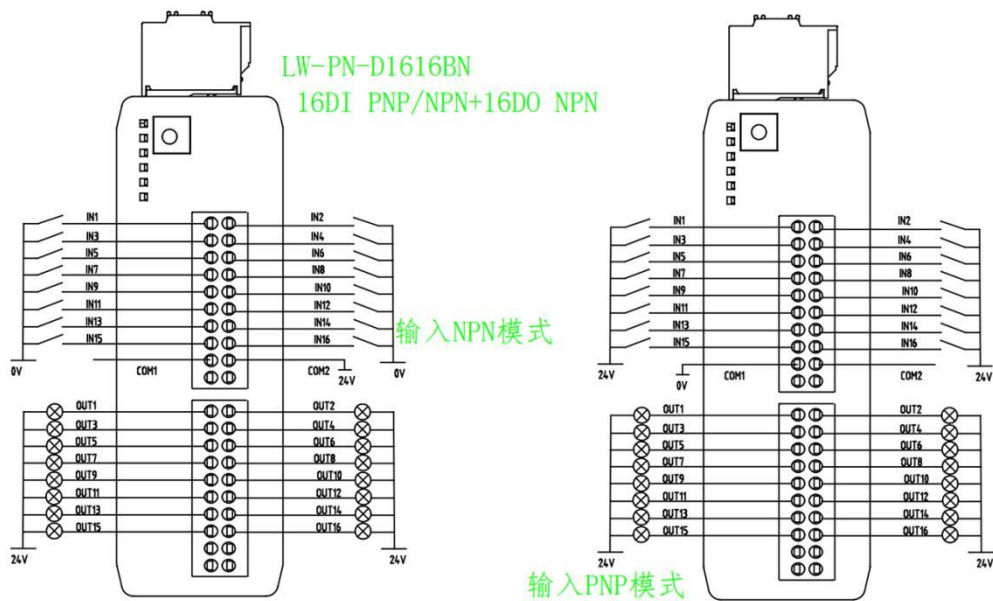 LW-PN-D1616BN
16DI PNP/NPN+16DO NPN
IN1 IN2
IN3 IN4
IN5 IN6
IN7 IN8
IN9 IN10
IN11 IN12
IN13 IN14
IN15 IN16
输入NPN模式
0V COM1 COM2 24V 0V
OUT1 OUT2
OUT3 OUT4
OUT5 OUT6
OUT7 OUT8
OUT9 OUT10
OUT11 OUT12
OUT13 OUT14
OUT15 OUT16
24V 24V
IN1 IN2
IN3 IN4
IN5 IN6
IN7 IN8
IN9 IN10
IN11 IN12
IN13 IN14
IN15 IN16
24V 0V COM1 COM2 24V
OUT1 OUT2
OUT3 OUT4
OUT5 OUT6
OUT7 OUT8
OUT9 OUT10
OUT11 OUT12
OUT13 OUT14
OUT15 OUT16
24V 24V
输入PNP模式